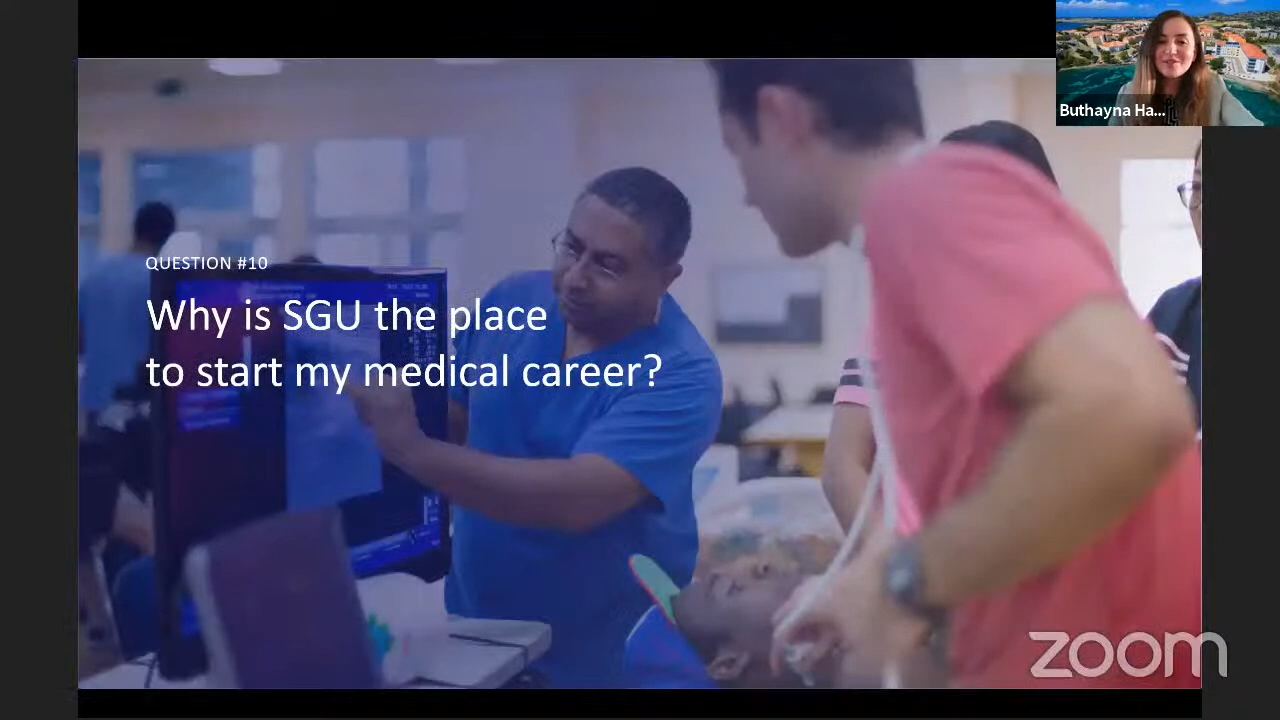 Buthayna Ha...
QUESTION #10
Why is SGU the place
to start my medical career?
zoom